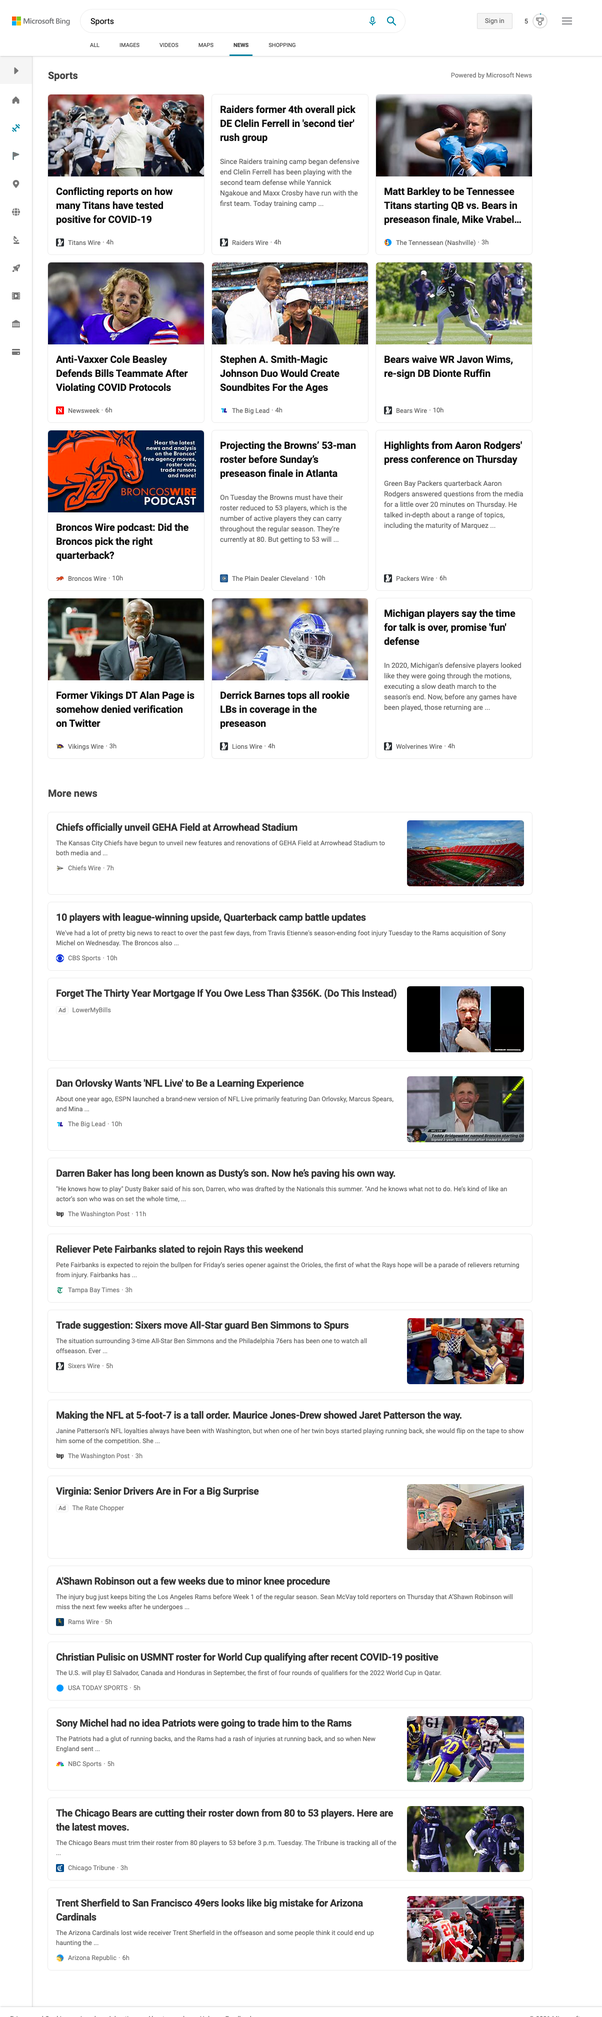 Microsoft Bing
Sports
Sign in
5
ALL
IMAGES
VIDEOS
MAPS
NEWS
SHOPPING
Sports
Powered by Microsoft News
Conflicting reports on how
many Titans have tested
positive for COVID-19
Titans Wire · 4h
Raiders former 4th overall pick
DE Clelin Ferrell in 'second tier'
rush group
Since Raiders training camp began defensive
end Clelin Ferrell has been playing with the
second team defense while Yannick
Ngakoue and Maxx Crosby have run with the
first team. Today training camp ...
Raiders Wire · 4h
Matt Barkley to be Tennessee
Titans starting QB vs. Bears in
preseason finale, Mike Vrabel...
The Tennessean (Nashville) · 3h
Anti-Vaxxer Cole Beasley
Defends Bills Teammate After
Violating COVID Protocols
Newsweek · 6h
Stephen A. Smith-Magic
Johnson Duo Would Create
Soundbites For the Ages
The Big Lead · 4h
Bears waive WR Javon Wims,
re-sign DB Dionte Ruffin
Bears Wire · 10h
Hear the latest
news and analysis
on the Broncos'
free agency moves,
roster cuts,
trade rumors
and more!
BRONCOSWIRE
PODCAST
Broncos Wire podcast: Did the
Broncos pick the right
quarterback?
Broncos Wire · 10h
Projecting the Browns' 53-man
roster before Sunday's
preseason finale in Atlanta
On Tuesday the Browns must have their
roster reduced to 53 players, which is the
number of active players they can carry
throughout the regular season. They're
currently at 80. But getting to 53 will ...
The Plain Dealer Cleveland · 10h
Highlights from Aaron Rodgers'
press conference on Thursday
Green Bay Packers quarterback Aaron
Rodgers answered questions from the media
for a little over 20 minutes on Thursday. He
talked in-depth about a range of topics,
including the maturity of Marquez ...
Packers Wire · 6h
Former Vikings DT Alan Page is
somehow denied verification
on Twitter
Vikings Wire · 3h
Derrick Barnes tops all rookie
LBs in coverage in the
preseason
Lions Wire · 4h
Michigan players say the time
for talk is over, promise 'fun'
defense
In 2020, Michigan's defensive players looked
like they were going through the motions,
executing a slow death march to the
season's end. Now, before any games have
been played, those returning are ...
Wolverines Wire · 4h
More news
Chiefs officially unveil GEHA Field at Arrowhead Stadium
The Kansas City Chiefs have begun to unveil new features and renovations of GEHA Field at Arrowhead Stadium to
both media and ...
Chiefs Wire · 7h
10 players with league-winning upside, Quarterback camp battle updates
We've had a lot of pretty big news to react to over the past few days, from Travis Etienne's season-ending foot injury Tuesday to the Rams acquisition of Sony
Michel on Wednesday. The Broncos also ...
CBS Sports · 10h
Forget The Thirty Year Mortgage If You Owe Less Than $356K. (Do This Instead)
Ad LowerMyBills
Dan Orlovsky Wants 'NFL Live' to Be a Learning Experience
About one year ago, ESPN launched a brand-new version of NFL Live primarily featuring Dan Orlovsky, Marcus Spears,
and Mina ...
The Big Lead · 10h
Darren Baker has long been known as Dusty's son. Now he's paving his own way.
"He knows how to play" Dusty Baker said of his son, Darren, who was drafted by the Nationals this summer. "And he knows what not to do. He's kind of like an
actor's son who was on set the whole time, ...
The Washington Post · 11h
Reliever Pete Fairbanks slated to rejoin Rays this weekend
Pete Fairbanks is expected to rejoin the bullpen for Friday's series opener against the Orioles, the first of what the Rays hope will be a parade of relievers returning
from injury. Fairbanks has ...
Tampa Bay Times · 3h
Trade suggestion: Sixers move All-Star guard Ben Simmons to Spurs
The situation surrounding 3-time All-Star Ben Simmons and the Philadelphia 76ers has been one to watch all
offseason. Ever ...
Sixers Wire · 5h
Making the NFL at 5-foot-7 is a tall order. Maurice Jones-Drew showed Jaret Patterson the way.
Janine Patterson's NFL loyalties always have been with Washington, but when one of her twin boys started playing running back, she would flip on the tape to show
him some of the competition. She ...
The Washington Post · 3h
Virginia: Senior Drivers Are in For a Big Surprise
Ad The Rate Chopper
A'Shawn Robinson out a few weeks due to minor knee procedure
The injury bug just keeps biting the Los Angeles Rams before Week 1 of the regular season. Sean McVay told reporters on Thursday that A'Shawn Robinson will
miss the next few weeks after he undergoes ...
Rams Wire · 5h
Christian Pulisic on USMNT roster for World Cup qualifying after recent COVID-19 positive
The U.S. will play El Salvador, Canada and Honduras in September, the first of four rounds of qualifiers for the 2022 World Cup in Qatar.
USA TODAY SPORTS · 5h
Sony Michel had no idea Patriots were going to trade him to the Rams
The Patriots had a glut of running backs, and the Rams had a rash of injuries at running back, and so when New
England sent ...
NBC Sports · 5h
The Chicago Bears are cutting their roster down from 80 to 53 players. Here are
the latest moves.
The Chicago Bears must trim their roster from 80 players to 53 before 3 p.m. Tuesday. The Tribune is tracking all of the
...
Chicago Tribune · 3h
Trent Sherfield to San Francisco 49ers looks like big mistake for Arizona
Cardinals
The Arizona Cardinals lost wide receiver Trent Sherfield in the offseason and some people think it could end up
haunting the ...
Arizona Republic · 6h